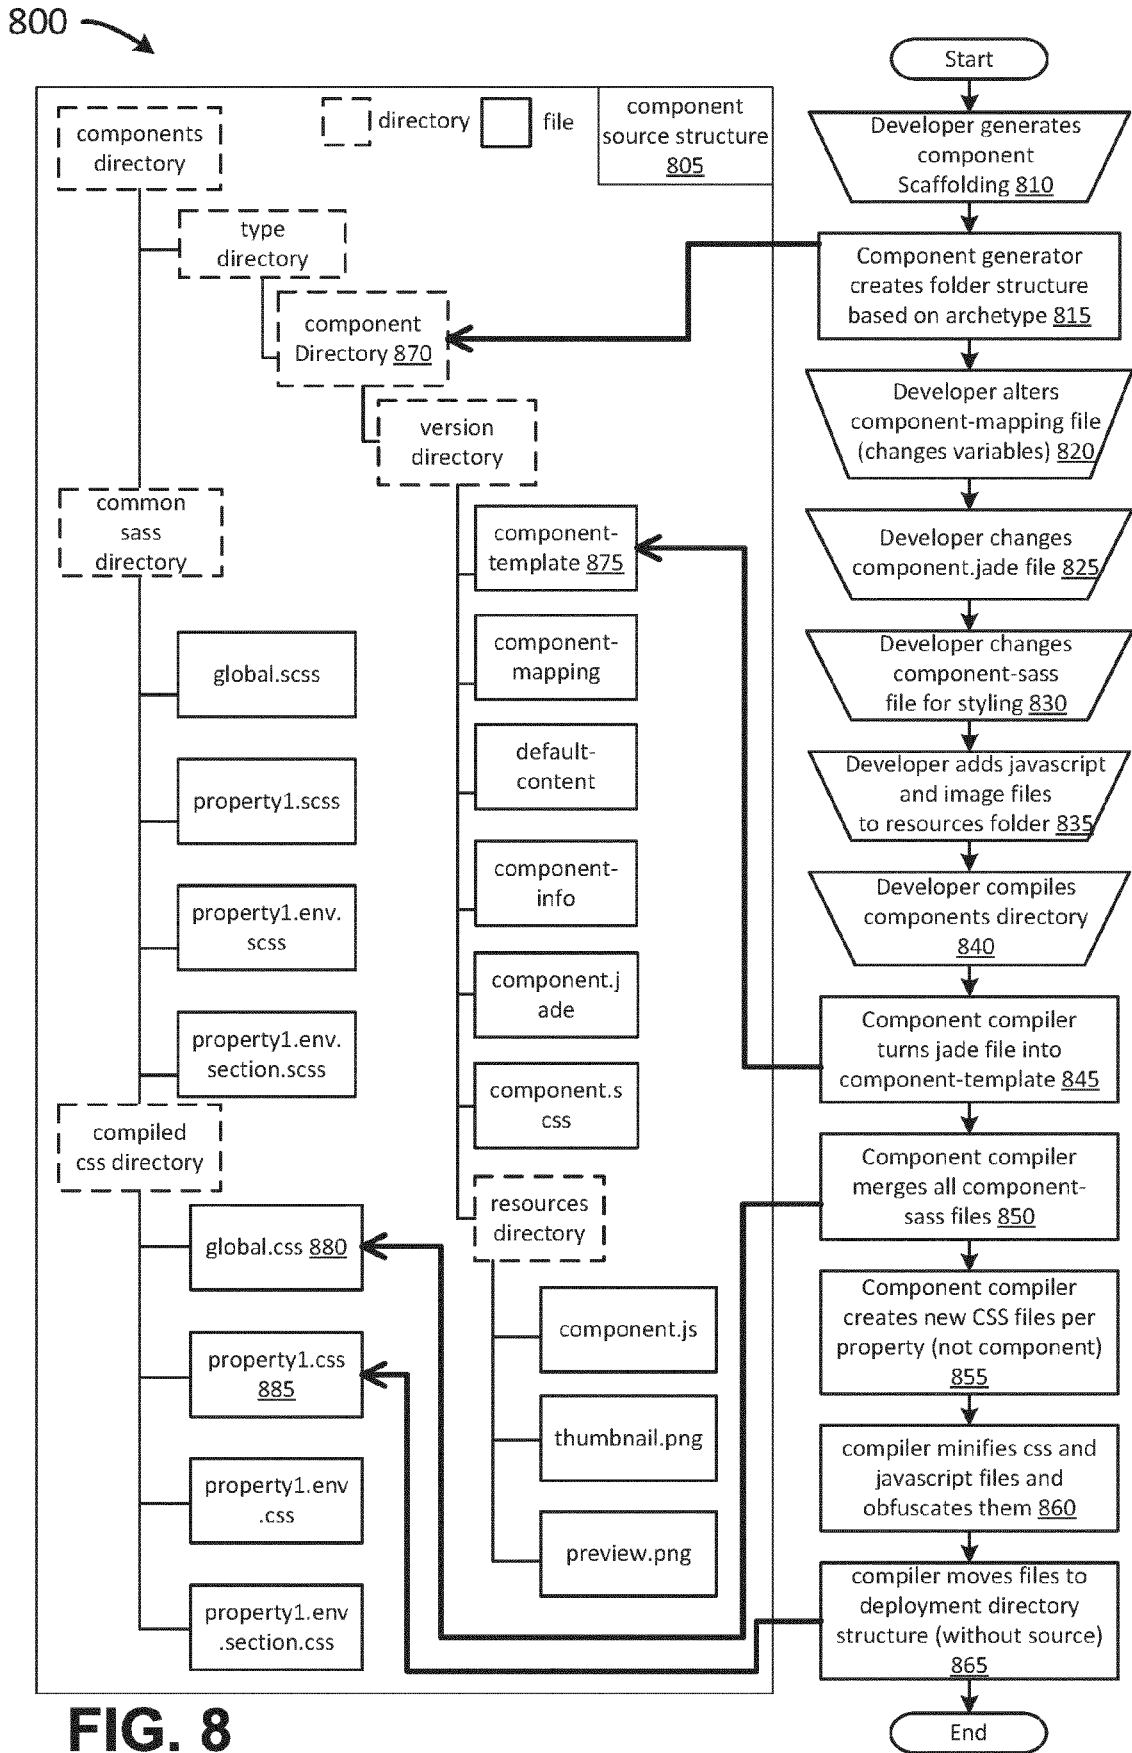 800
components
directory
directory
file
component
source structure
805
type
directory
component
Directory 870
version
directory
common
sass
directory
component-
template 875
component-
mapping
default-
content
component-
info
component.j
ade
component.s
css
global.scss
property1.scss
property1.env.
scss
property1.env.
section.scss
compiled
css directory
resources
directory
global.css 880
property1.css
885
property1.env
.css
property1.env
.section.css
component.js
thumbnail.png
preview.png
Start
Developer generates
component
Scaffolding 810
Component generator
creates folder structure
based on archetype 815
Developer alters
component-mapping file
(changes variables) 820
Developer changes
component.jade file 825
Developer changes
component-sass
file for styling 830
Developer adds javascript
and image files
to resources folder 835
Developer compiles
components directory
840
Component compiler
turns jade file into
component-template 845
Component compiler
merges all component-
sass files 850
Component compiler
creates new CSS files per
property (not component)
855
compiler minifies css and
javascript files and
obfuscates them 860
compiler moves files to
deployment directory
structure (without source)
865
End
FIG. 8